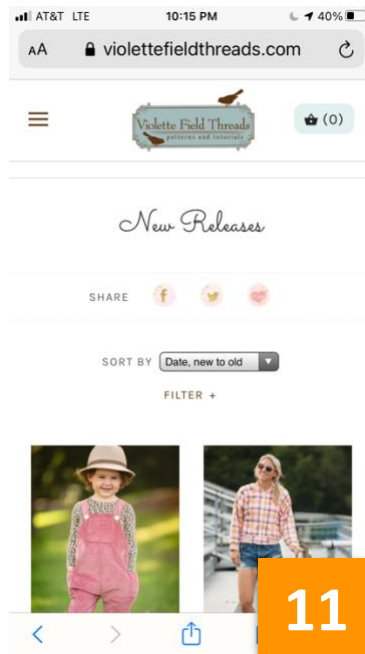 AT&T LTE 10:15 PM 40%
AA violettefieldthreads.com
Violette Field Threads
patterns and tutorials
(0)
New Releases
SHARE
SORT BY Date, new to old
FILTER +
11